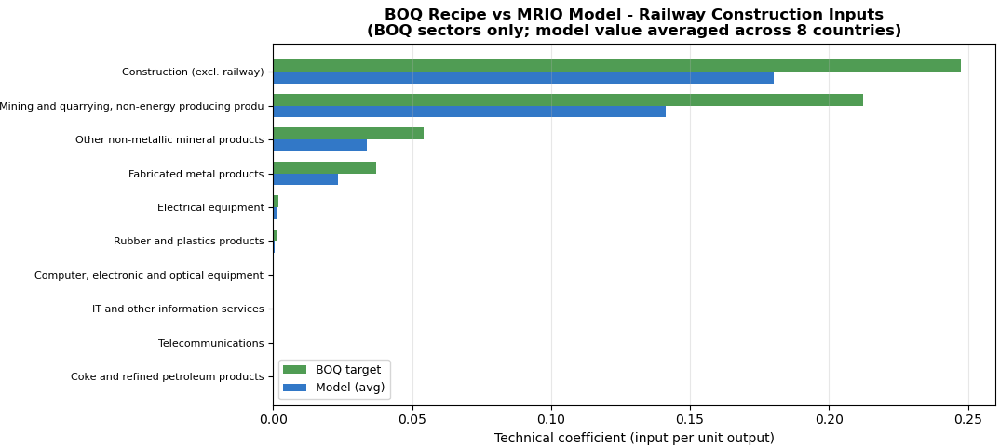 BOQ Recipe vs MRIO Model - Railway Construction Inputs
(BOQ sectors only; model value averaged across 8 countries)
Construction (excl. railway)
Mining and quarrying, non-energy producing produ
Other non-metallic mineral products
Fabricated metal products
Electrical equipment
Rubber and plastics products
Computer, electronic and optical equipment
IT and other information services
Telecommunications
Coke and refined petroleum products
BOQ target
Model (avg)
0.00 0.05 0.10 0.15 0.20 0.25
Technical coefficient (input per unit output)